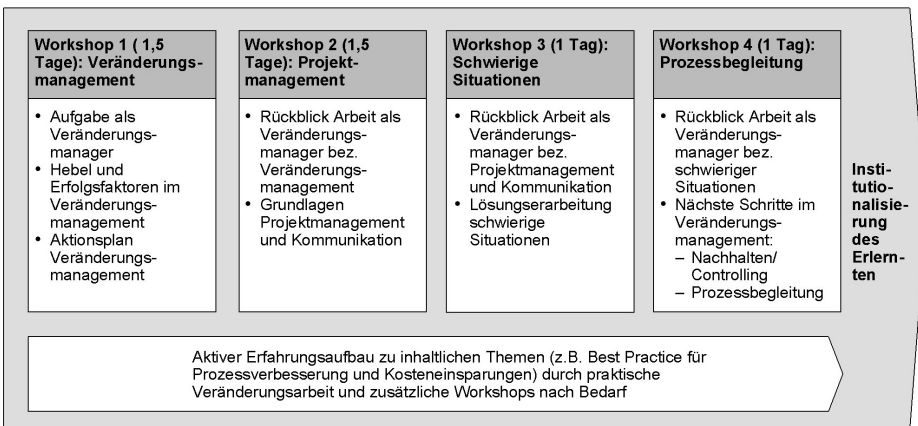 Workshop 1 ( 1,5
Tage): Veränderungs-
management
• Aufgabe als
Veränderungs-
manager
• Hebel und
Erfolgsfaktoren im
Veränderungs-
management
• Aktionsplan
Veränderungs-
management
Workshop 2 (1,5
Tage): Projekt-
management
• Rückblick Arbeit als
Veränderungs-
manager bez.
Veränderungs-
management
• Grundlagen
Projektmanagement
und Kommunikation
Workshop 3 (1 Tag):
Schwierige
Situationen
• Rückblick Arbeit als
Veränderungs-
manager bez.
Projektmanagement
und Kommunikation
• Lösungserarbeitung
schwierige
Situationen
Workshop 4 (1 Tag):
Prozessbegleitung
• Rückblick Arbeit als
Veränderungs-
manager bez.
schwieriger
Situationen
• Nächste Schritte im
Veränderungs-
management:
– Nachhalten/
Controlling
– Prozessbegleitung
Insti-
tutio-
nalisie-
rung
des
Erlern-
ten
Aktiver Erfahrungsaufbau zu inhaltlichen Themen (z.B. Best Practice für
Prozessverbesserung und Kosteneinsparungen) durch praktische
Veränderungsarbeit und zusätzliche Workshops nach Bedarf